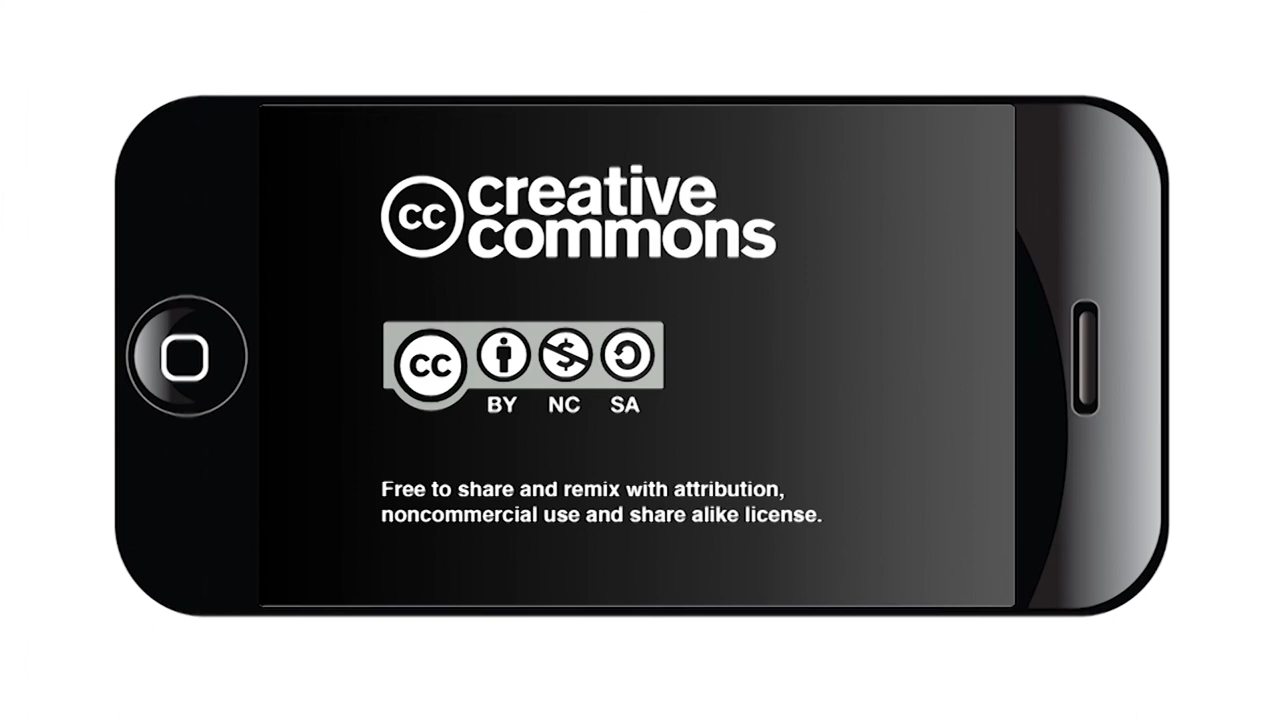 cc creative
commons
cc
BY NC SA
Free to share and remix with attribution,
noncommercial use and share alike license.